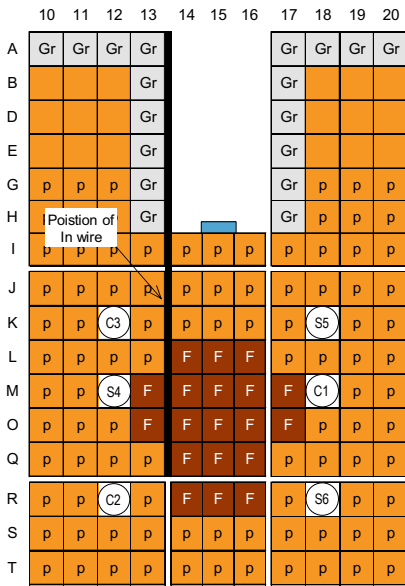 10 11 12 13 14 15 16 17 18 19 20
A Gr Gr Gr Gr Gr Gr Gr Gr
B Gr Gr
D Gr Gr
E Gr Gr
G p p p Gr Gr p p p
H Gr Gr p p p
Poistion of
In wire
I p p p p p p p p p p p
J p p p p p p p p p p p
K p p C3 p p p p p S5 p p
L p p p p F F F p p p p
M p p S4 F F F F F C1 p p
O p p p F F F F F p p p
Q p p p p F F F p p p p
R p p C2 p F F F p S6 p p
S p p p p p p p p p p p
T p p p p p p p p p p p